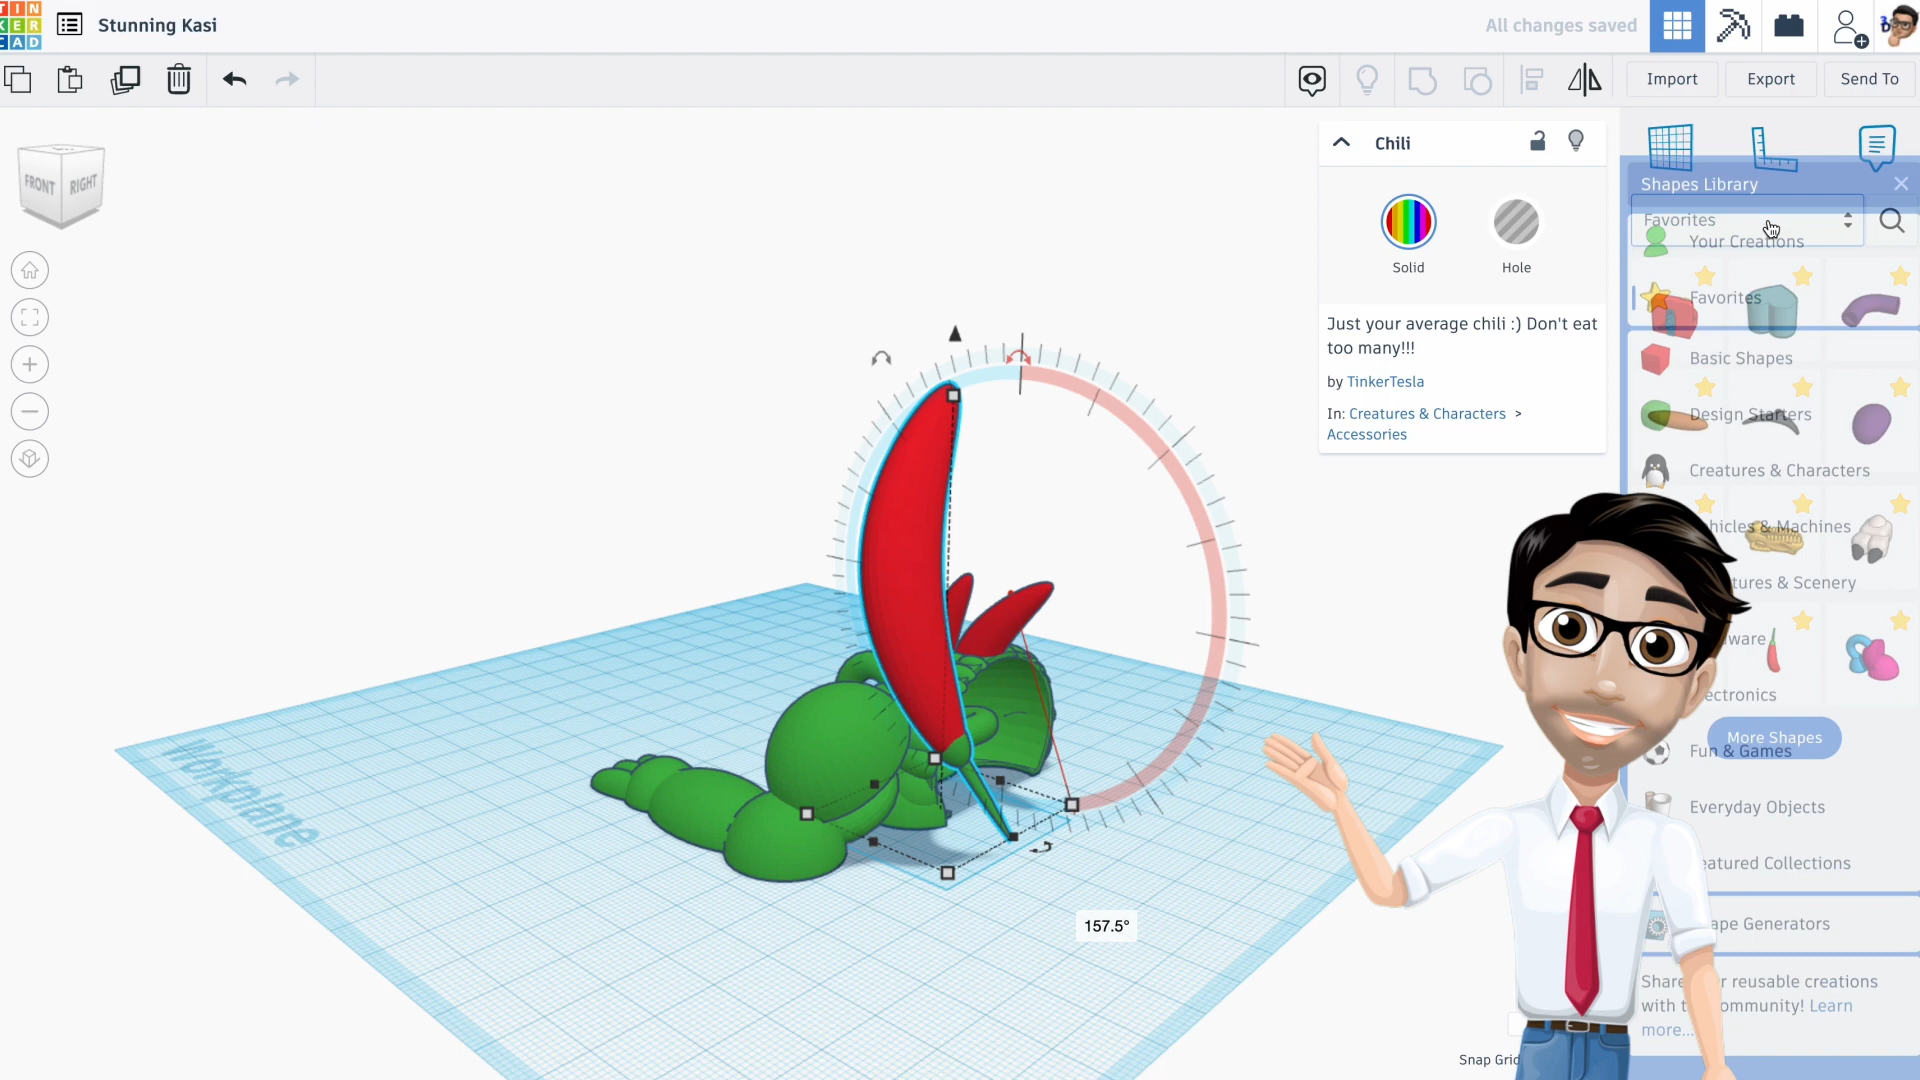 TIN
KER
CAD
Stunning Kasi
All changes saved
Import
Export
Send To
FRONT
RIGHT
Chili
Solid
Hole
Just your average chili :) Don't eat
too many!!!
by TinkerTesla
In: Creatures & Characters >
Accessories
Shapes Library
Favorites
Your Creations
Favorites
Basic Shapes
Design Starters
Creatures & Characters
hicles & Machines
tures & Scenery
ware
ectronics
More Shapes
Fun & Games
Everyday Objects
eatured Collections
ape Generators
Share r reusable creations
with t ommunity! Learn
more...
Workplane
157.5°
Snap Grid